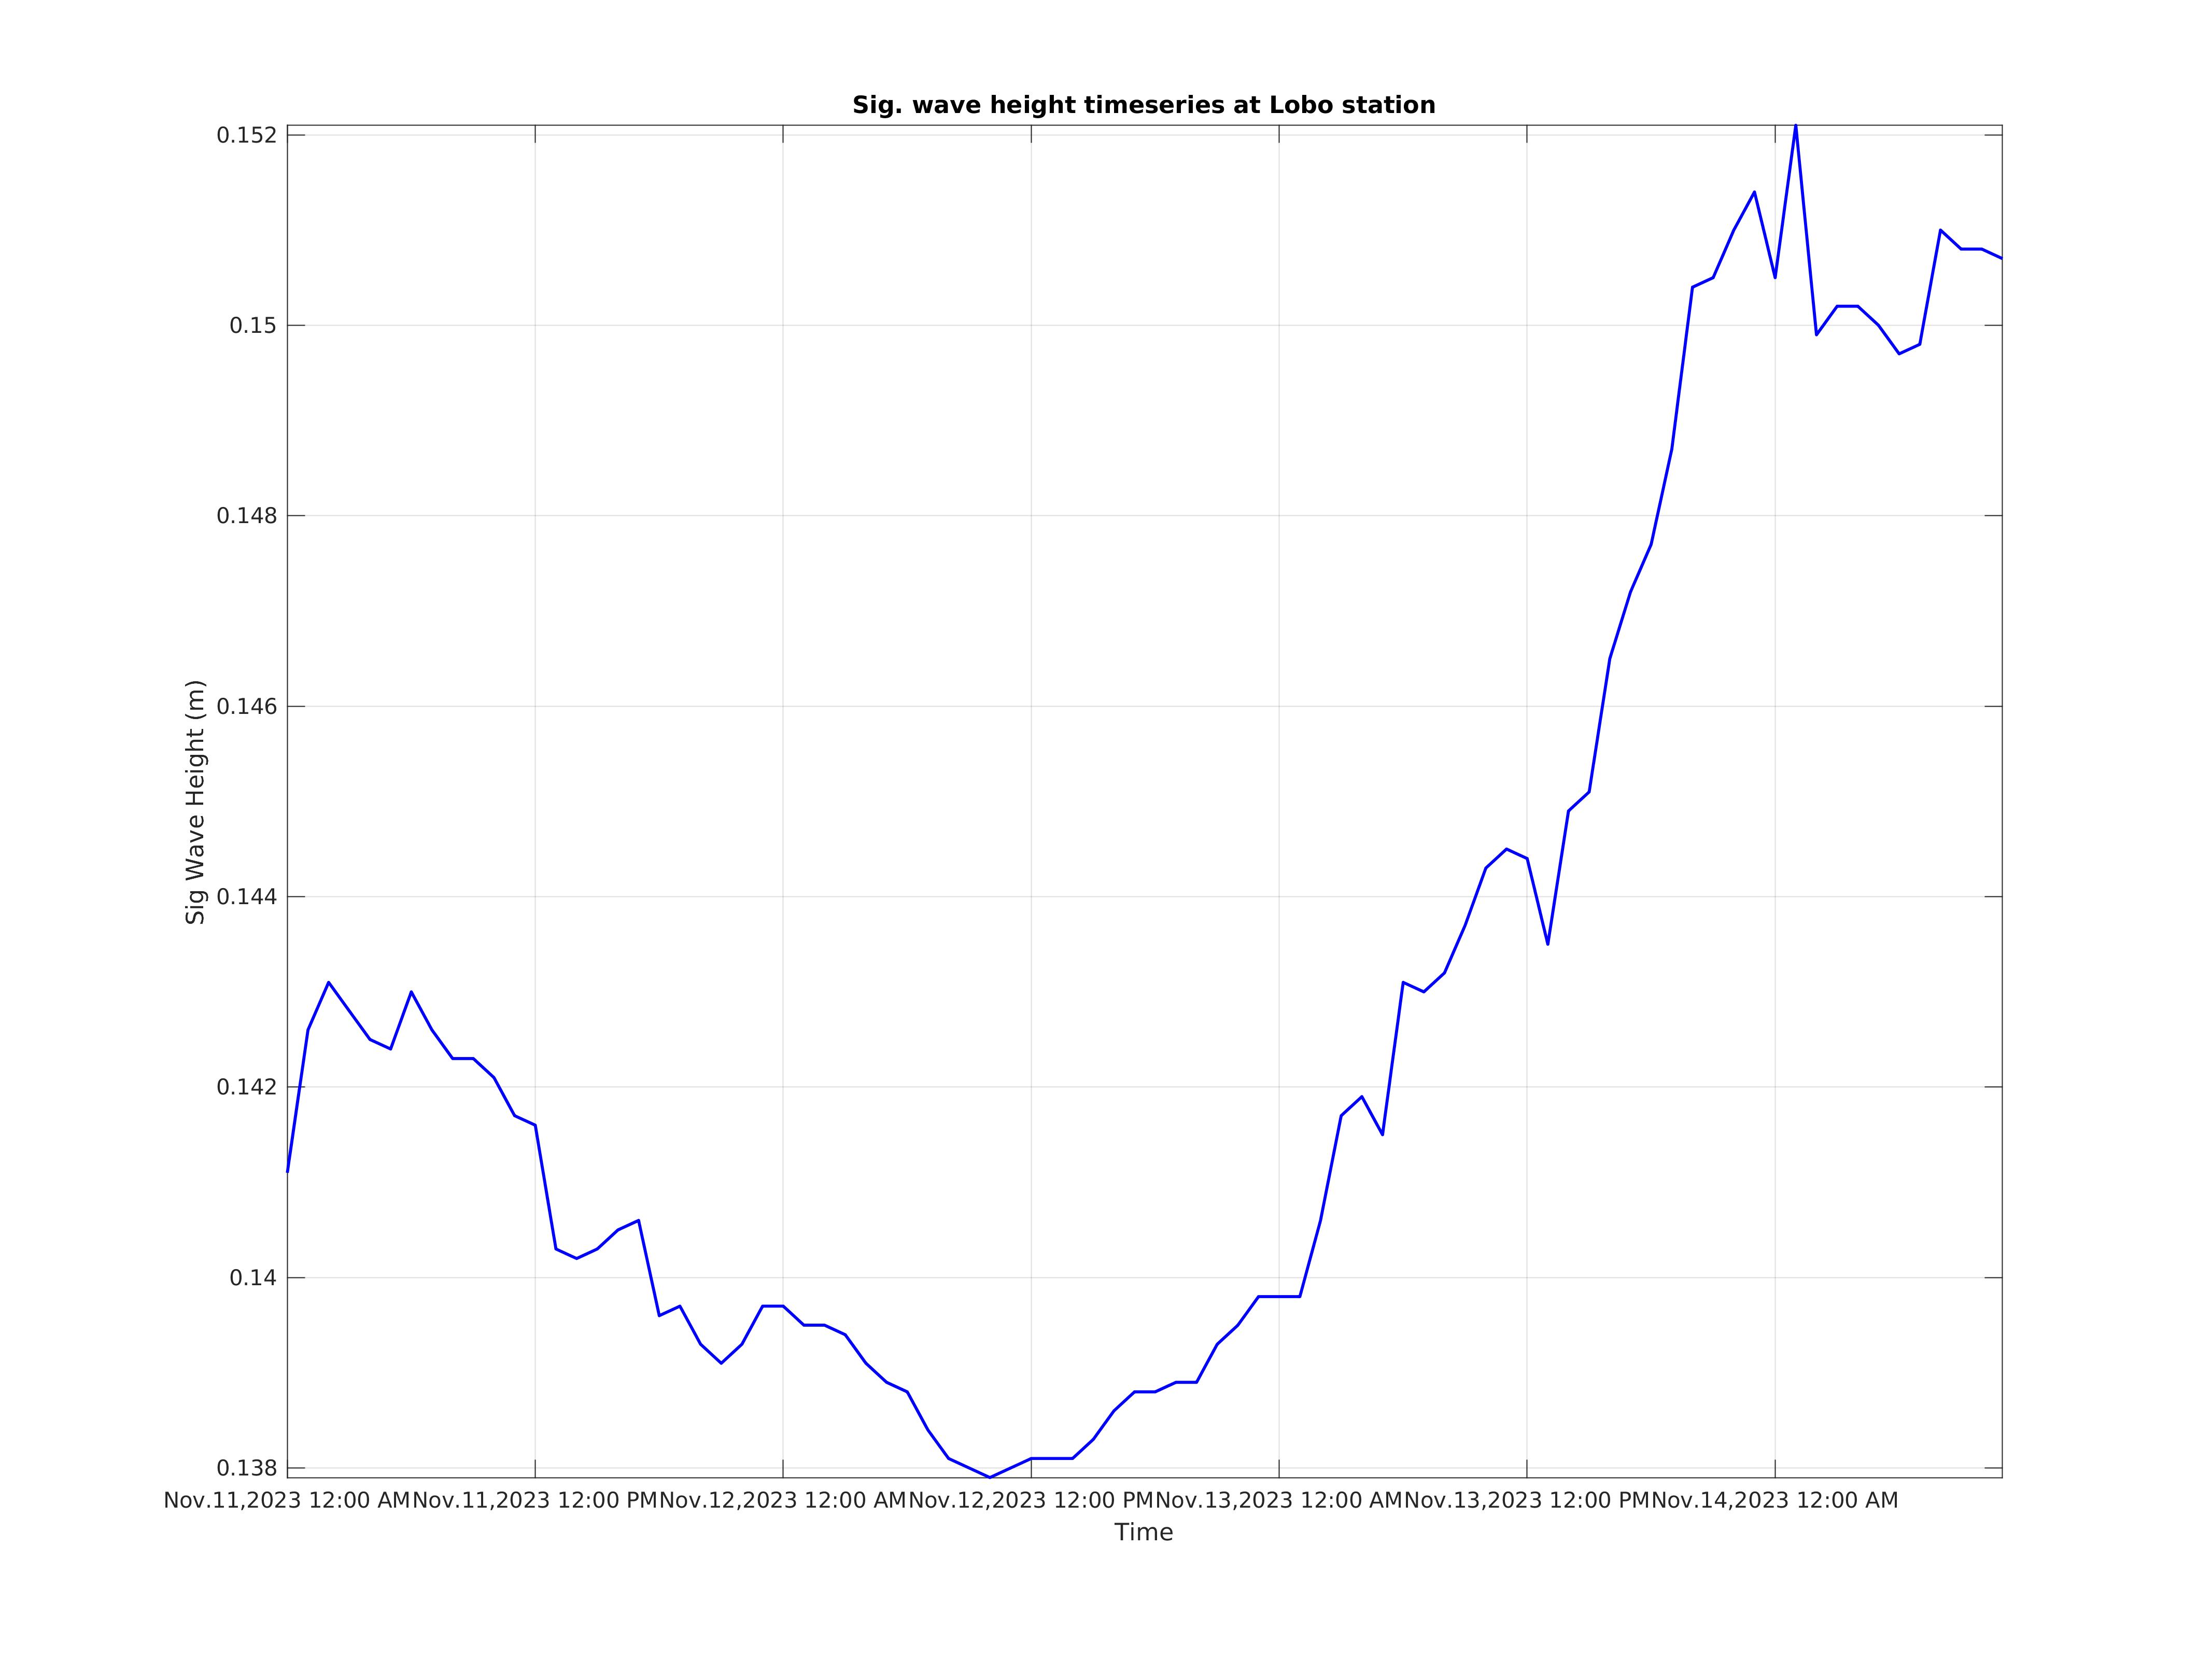 Sig. wave height timeseries at Lobo station
0.152
0.15
0.148
0.146
0.144
0.142
0.14
0.138
Sig Wave Height (m)
Nov.11,2023 12:00 AM Nov.11,2023 12:00 PM Nov.12,2023 12:00 AM Nov.12,2023 12:00 PM Nov.13,2023 12:00 AM Nov.13,2023 12:00 PM Nov.14,2023 12:00 AM
Time